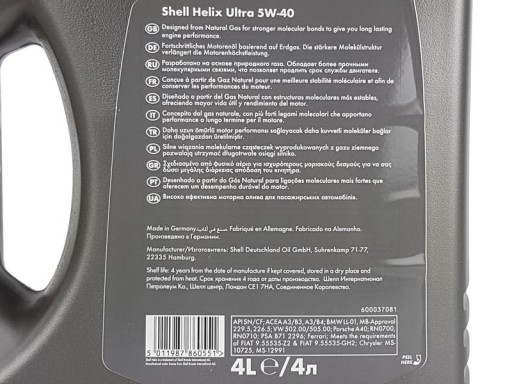 Shell Helix Ultra 5W-40
GB Designed from Natural Gas for stronger molecular bonds to give you long lasting
engine performance.
DE Fortschrittliches Motorenöl basierend auf Erdgas. Die stärkere Molekülstruktur
verlängert die Motorenhöchstleistung.
RU Разработано на основе природного газа. Обладает более прочными
молекулярными связями, что позволяет продлить срок службы двигателя.
FR Conçue à partir de Gaz Naturel pour une meilleure stabilité moléculaire et afin de
conserver les performances du moteur.
ES Diseñado a partir del Gas Natural con estructuras moleculares más estables,
ofreciendo mayor vida útil y rendimiento del motor.
IT Concepito dal gas naturale, con più forti legami molecolari che apportano
performance a lungo termine per il motore.
TR Daha uzun ömürlü motor performansı sağlayacak daha kuvvetli moleküler bağlar
için doğalgazdan üretilmiştir.
PL Silne wiązania molekularne cząsteczek wyprodukowanych z gazu ziemnego
pozwalają utrzymać długotrwałe osiągi silnika.
GR Σχεδιασμένο από φυσικό αέριο για ισχυρότερους μοριακούς δεσμούς για να σας
δώσει μεγάλης διάρκειας απόδοση του κινητήρα.
PT Desenhado a partir do Gás Natural para ligações moleculares mais fortes que
oferecem um desempenho durável do motor.
UA Високо ефективна моторна олива для пассажирських автомобілів.
Made in Germany. صنع في ألمانيا Fabriqué en Allemagne. Fabricado na Alemanha.
Произведено в Германии.
Manufacturer/Изготовитель: Shell Deutschland Oil GmbH, Suhrenkamp 71-77,
22335 Hamburg.
Shelf life: 4 years from the date of manufacture if kept covered, stored in a dry place and
protected from heat. Срок хранения 4 года от даты изготовления. Шелл Интернэшнл
Петролеум Ко., Шелл центр, Лондон СЕ1 7НА, Соединенное Королевство.
600037081
API SN/CF; ACEA A3/B3, A3/B4; BMW LL-01, MB-Approval
229.5, 226.5; VW 502.00/505.00; Porsche A40; RN0700,
RN0710; PSA B71 2296; Ferrari; Meets the requirements
of FIAT 9.55535-Z2 & FIAT 9.55535-GH2; Chrysler MS-
10725, MS-12991
5 011987 860551
4L ℮/4л
PEEL
HERE